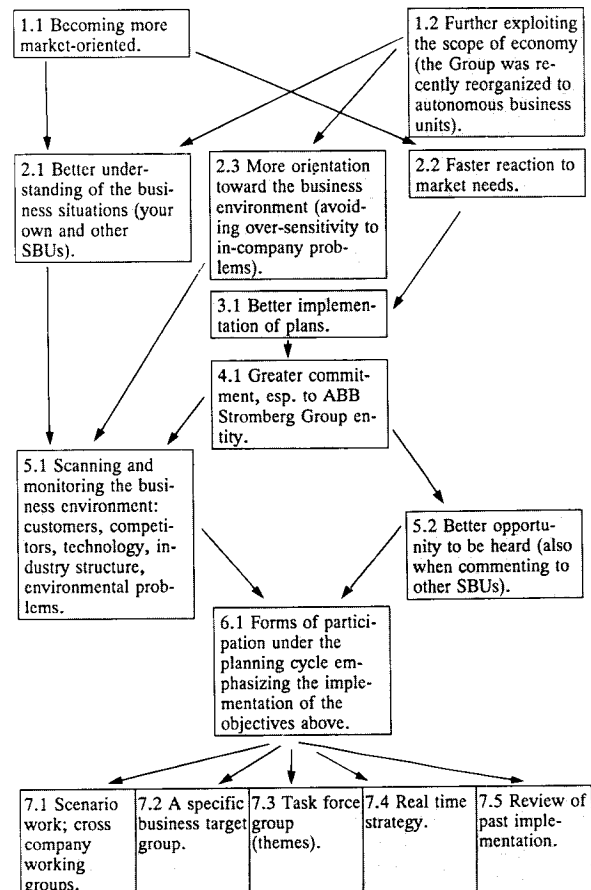 1.1 Becoming more
market-oriented.
1.2 Further exploiting
the scope of economy
(the Group was re-
cently reorganized to
autonomous business
units).
2.1 Better under-
standing of the busi-
ness situations (your
own and other
SBUs).
2.3 More orientation
toward the business
environment (avoid-
ing over-sensitivity to
in-company prob-
lems).
2.2 Faster reaction to
market needs.
3.1 Better implemen-
tation of plans.
4.1 Greater commit-
ment, esp. to ABB
Stromberg Group en-
tity.
5.1 Scanning and
monitoring the busi-
ness environment:
customers, competi-
tors, technology, in-
dustry structure,
environmental prob-
lems.
5.2 Better opportu-
nity to be heard (also
when commenting to
other SBUs).
6.1 Forms of partici-
pation under the
planning cycle em-
phasizing the imple-
mentation of the
objectives above.
7.1 Scenario
work; cross
company
working
groups.
7.2 A specific
business target
group.
7.3 Task force
group
(themes).
7.4 Real time
strategy.
7.5 Review of
past imple-
mentation.